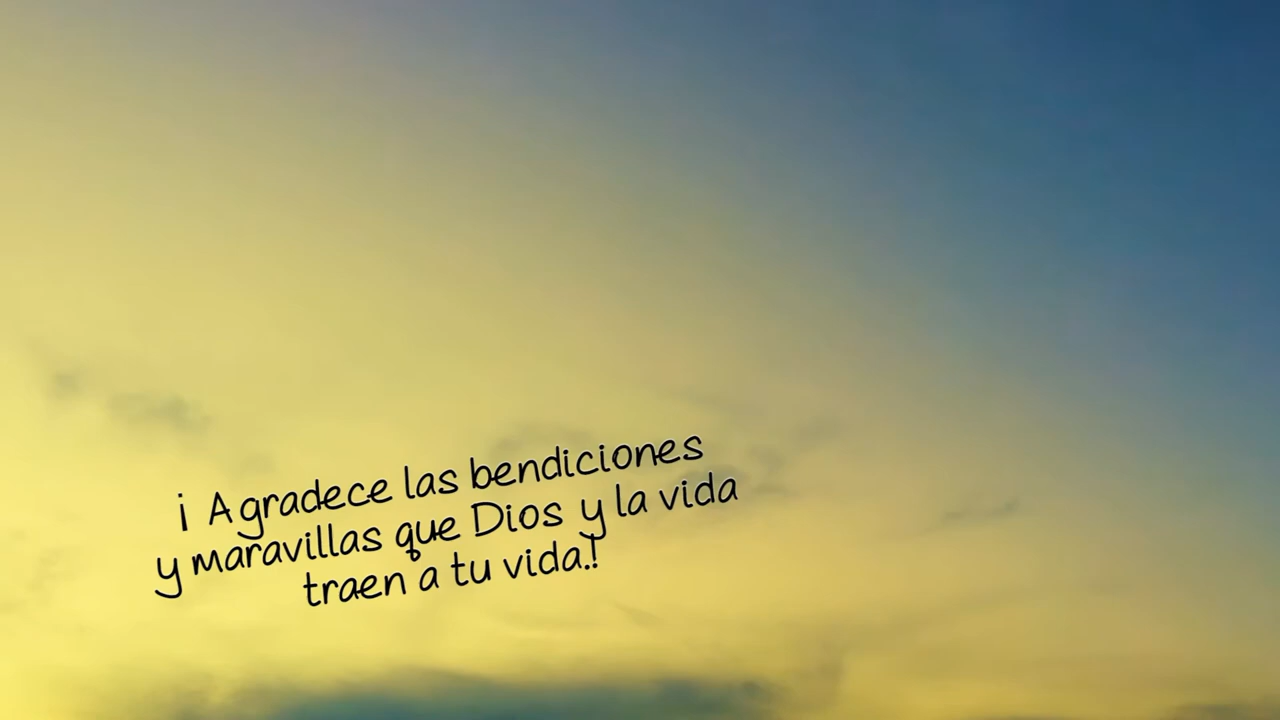 ¡ Agradece las bendiciones
y maravillas que Dios y la vida
traen a tu vida.!